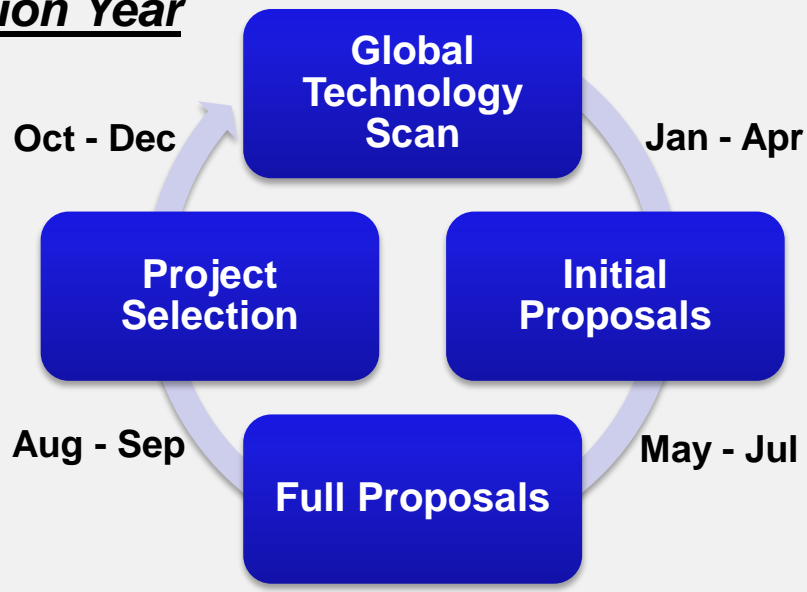 ion Year
Global
Technology
Scan
Oct - Dec
Jan - Apr
Project
Selection
Initial
Proposals
Aug - Sep
May - Jul
Full Proposals